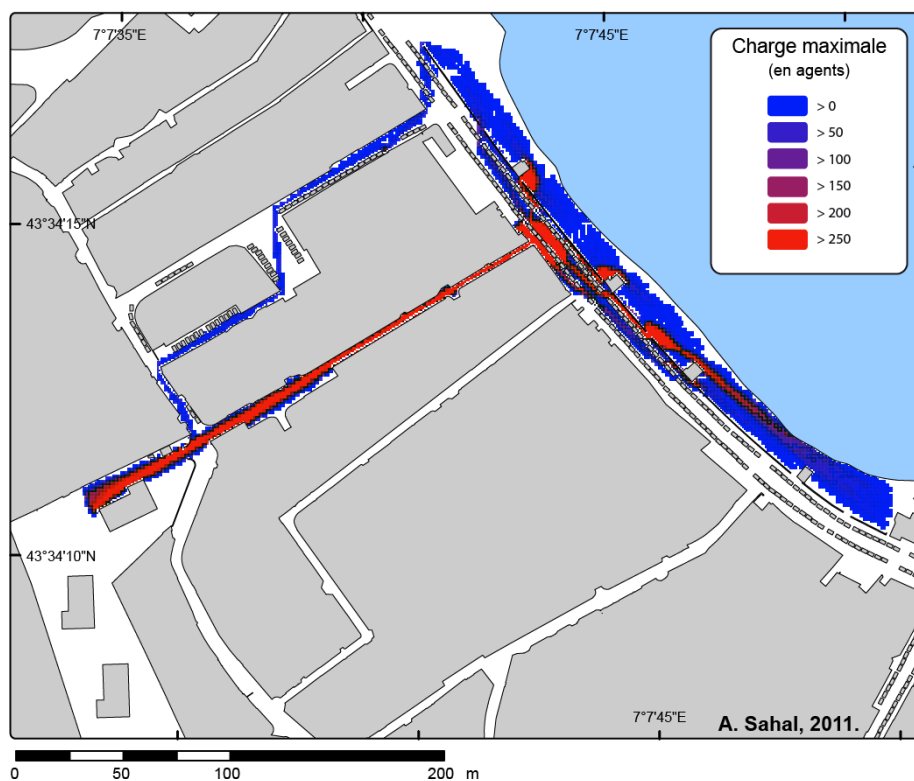 7°7'35"E
7°7'45"E
Charge maximale
(en agents)
> 0
> 50
> 100
> 150
> 200
> 250
43°34'15"N
43°34'10"N
7°7'45"E
A. Sahal, 2011.
0 50 100 200 m